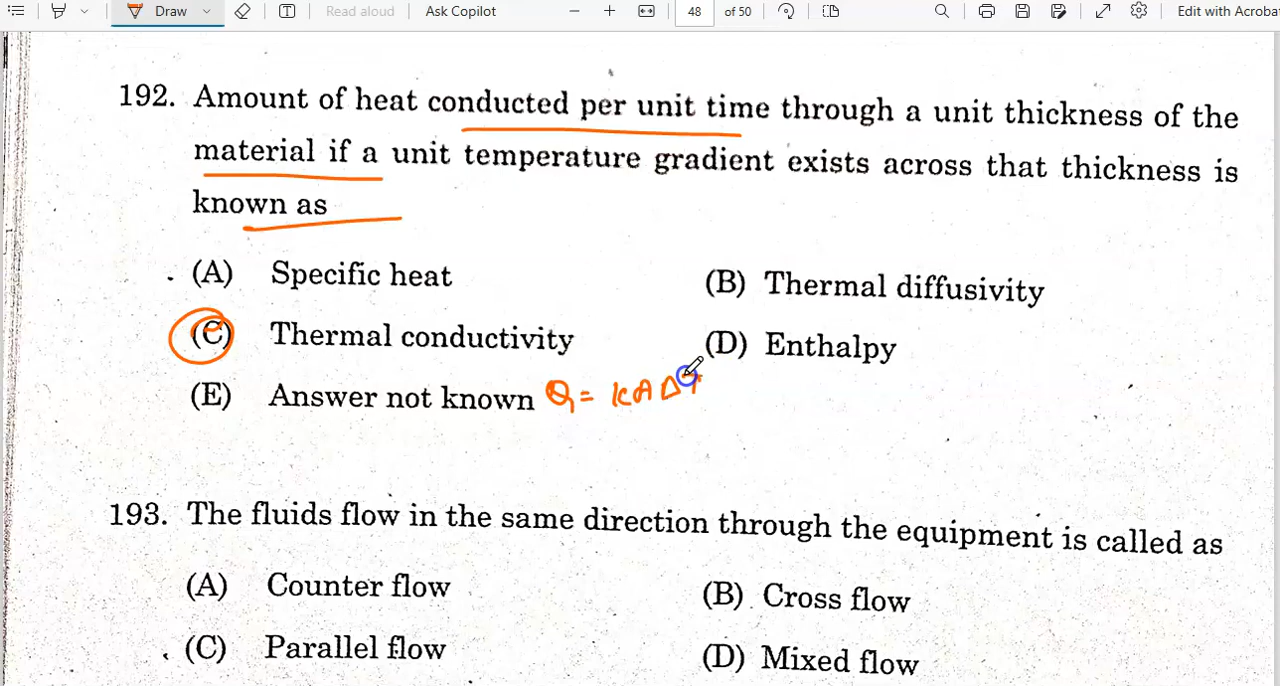 Draw
Read aloud
Ask Copilot
48 of 50
Edit with Acroba
192. Amount of heat conducted per unit time through a unit thickness of the
material if a unit temperature gradient exists across that thickness is
known as
(A) Specific heat
(B) Thermal diffusivity
(C) Thermal conductivity
(D) Enthalpy
(E) Answer not known Q = KAΔT
193. The fluids flow in the same direction through the equipment is called as
(A) Counter flow
(B) Cross flow
(C) Parallel flow
(D) Mixed flow